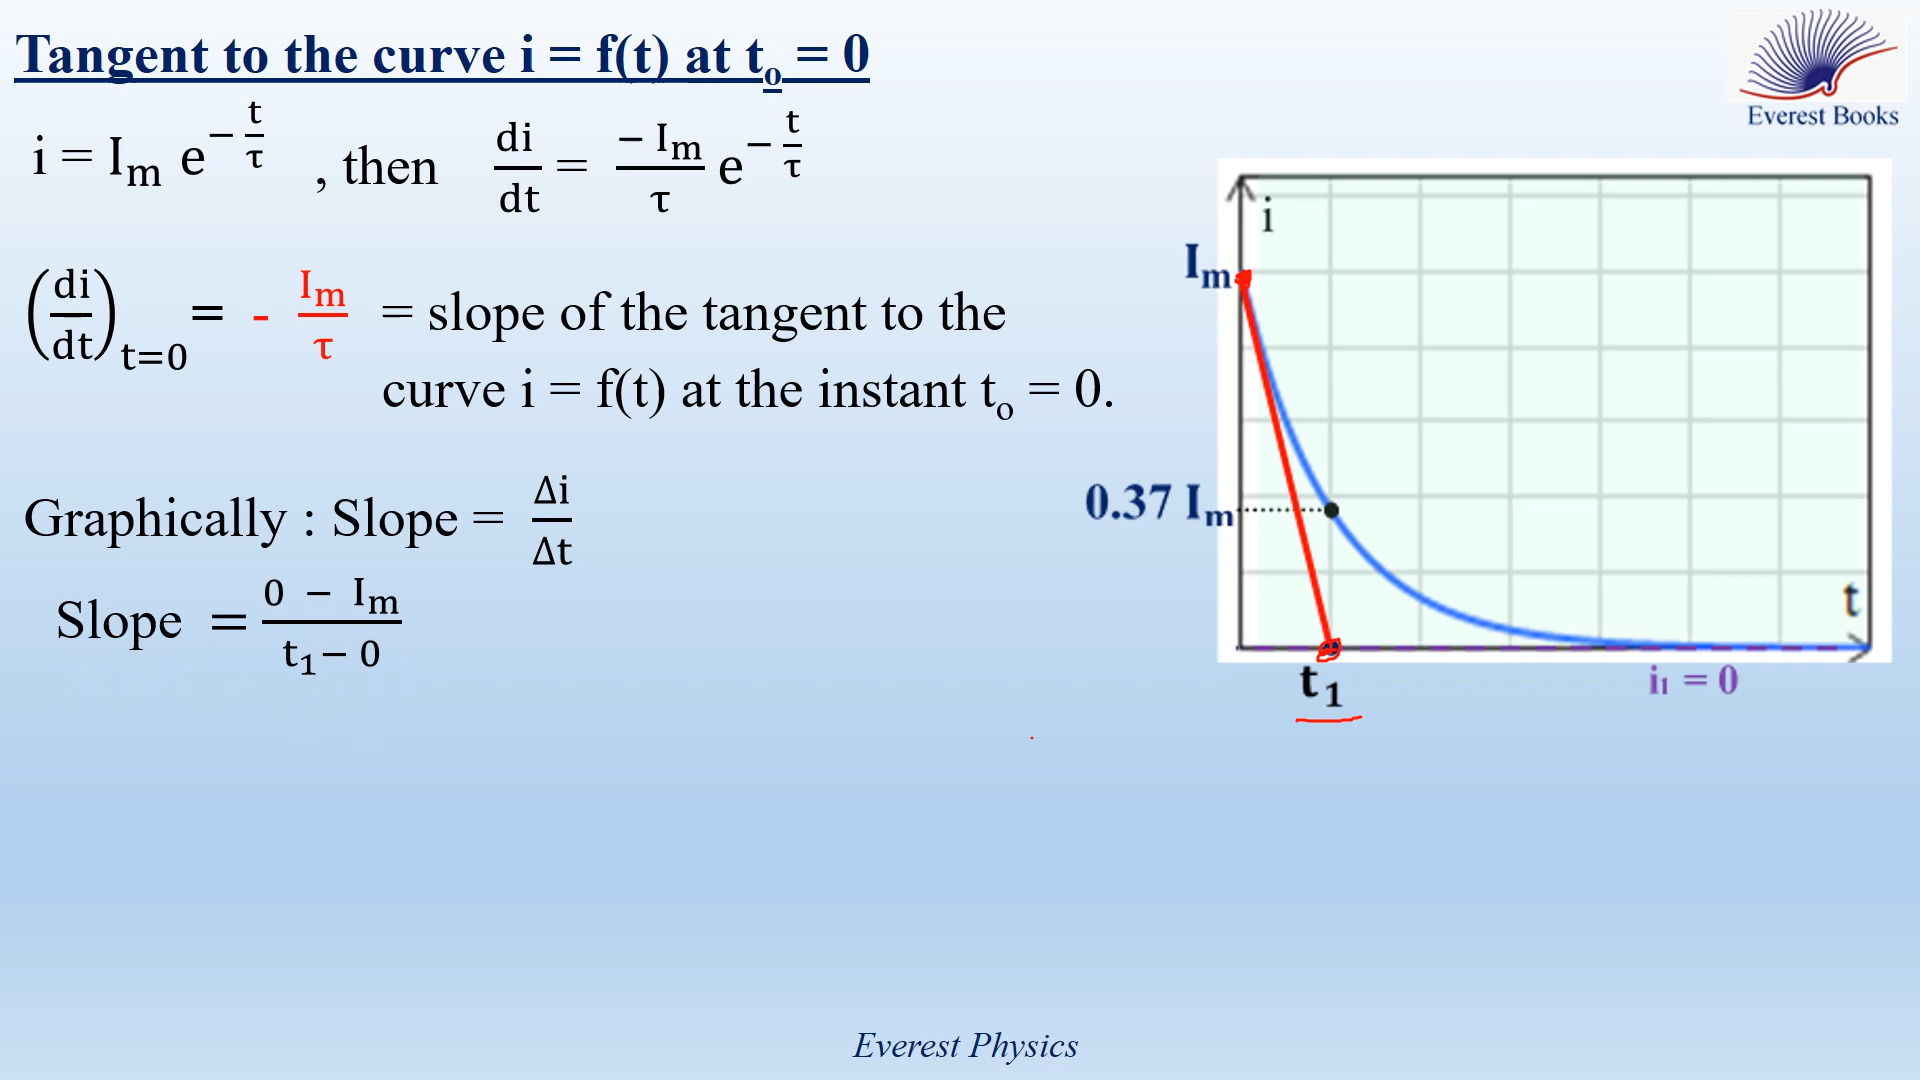 Tangent to the curve i = f(t) at tₒ = 0
Everest Books
i = Iₘ e^(− t/τ) , then di/dt = − Iₘ/τ e^(− t/τ)
(di/dt)ₜ₌₀ = - Iₘ/τ = slope of the tangent to the
curve i = f(t) at the instant tₒ = 0.
Graphically : Slope = Δi/Δt
Slope = 0 − Iₘ/t₁− 0
i
Iₘ
0.37 Iₘ
t
t₁
i₁ = 0
Everest Physics